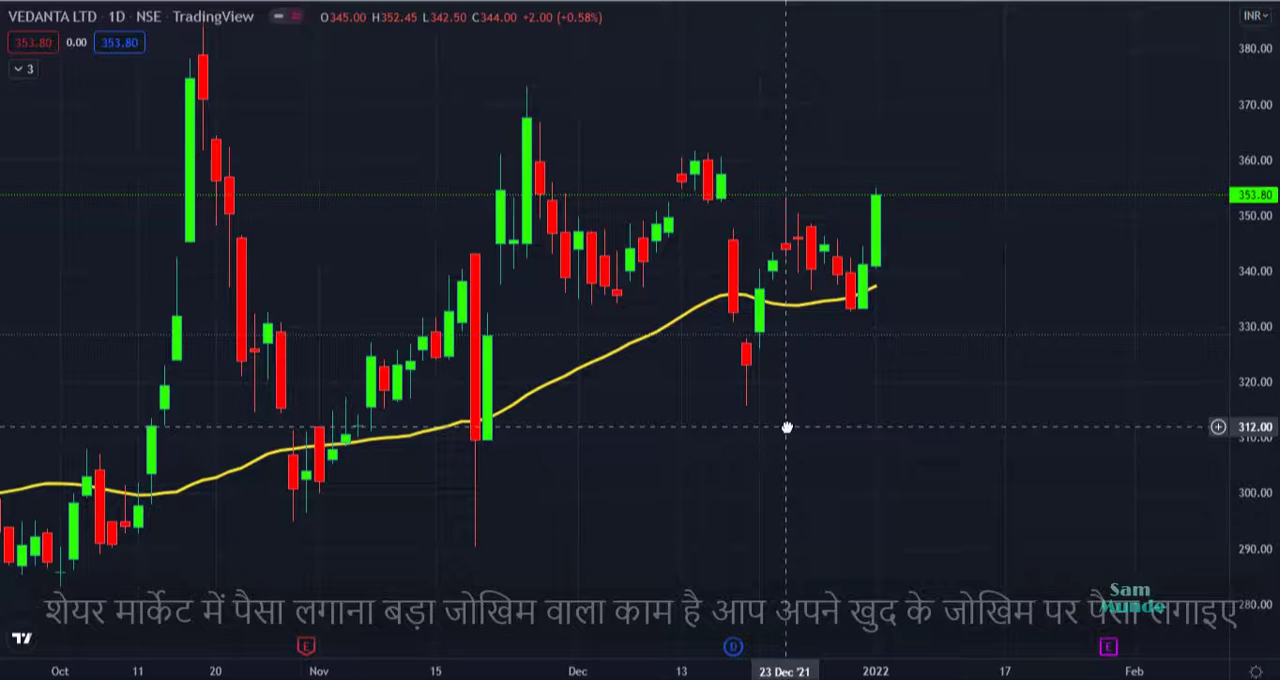 VEDANTA LTD · 1D · NSE · TradingView O345.00 H352.45 L342.50 C344.00 +2.00 (+0.58%)
INR
353.80 0.00 353.80
3
380.00
370.00
360.00
353.80
350.00
340.00
330.00
320.00
312.00
310.00
300.00
290.00
280.00
Sam
Munde
शेयर मार्केट में पैसा लगाना बड़ा जोखिम वाला काम है आप अपने खुद के जोखिम पर पैसा लगाइए
E D E
Oct 11 20 Nov 15 Dec 13 23 Dec '21 2022 17 Feb